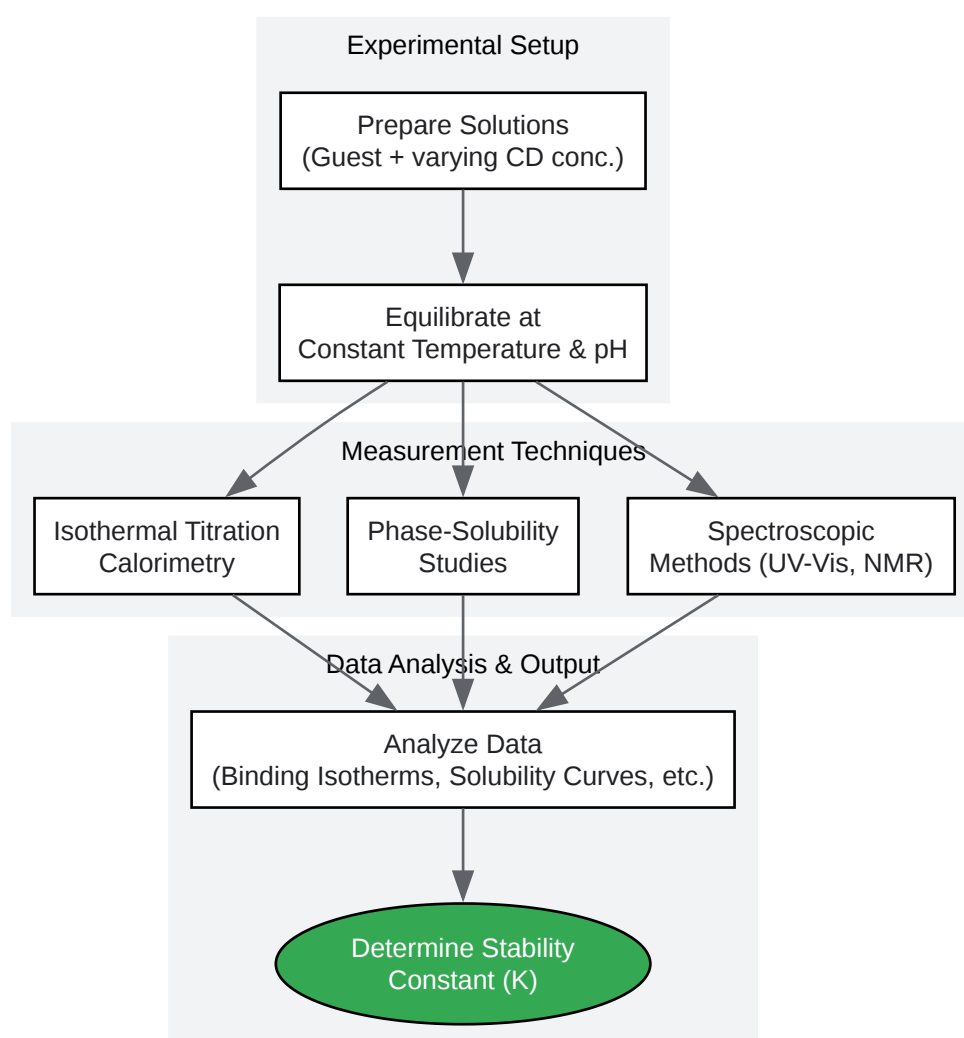 Experimental Setup
Prepare Solutions
(Guest + varying CD conc.)
Equilibrate at
Constant Temperature & pH
Measurement Techniques
Isothermal Titration
Calorimetry
Phase-Solubility
Studies
Spectroscopic
Methods (UV-Vis, NMR)
Data Analysis & Output
Analyze Data
(Binding Isotherms, Solubility Curves, etc.)
Determine Stability
Constant (K)